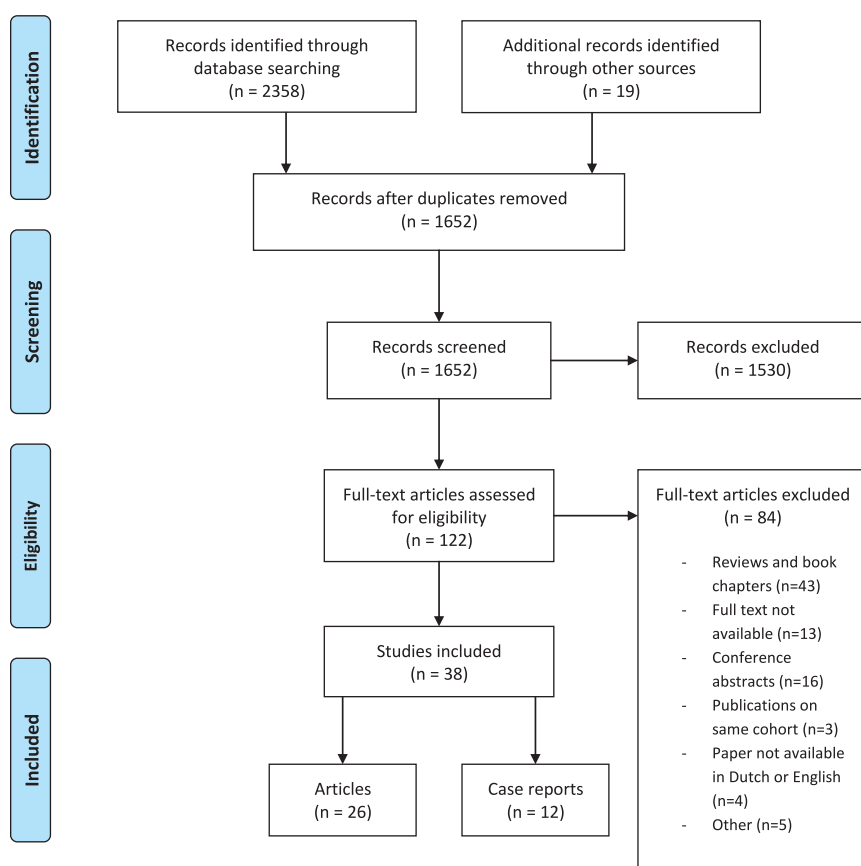 Identification
Records identified through
database searching
(n = 2358)
Additional records identified
through other sources
(n = 19)
Records after duplicates removed
(n = 1652)
Screening
Records screened
(n = 1652)
Records excluded
(n = 1530)
Eligibility
Full-text articles assessed
for eligibility
(n = 122)
Full-text articles excluded
(n = 84)
- Reviews and book
chapters (n=43)
- Full text not
available (n=13)
- Conference
abstracts (n=16)
- Publications on
same cohort (n=3)
- Paper not available
in Dutch or English
(n=4)
- Other (n=5)
Included
Studies included
(n = 38)
Articles
(n = 26)
Case reports
(n = 12)